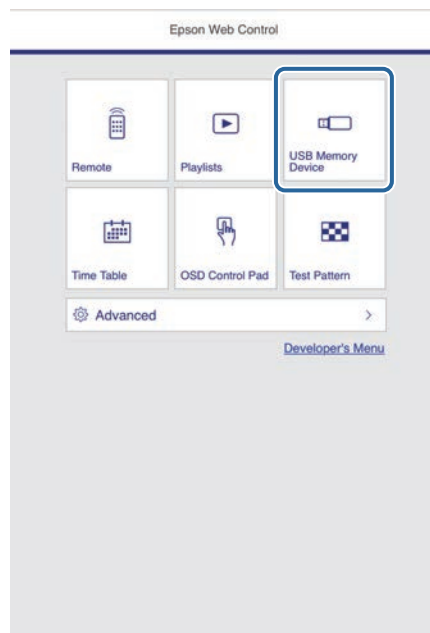 Epson Web Control
Remote
Playlists
USB Memory
Device
Time Table
OSD Control Pad
Test Pattern
Advanced
Developer's Menu